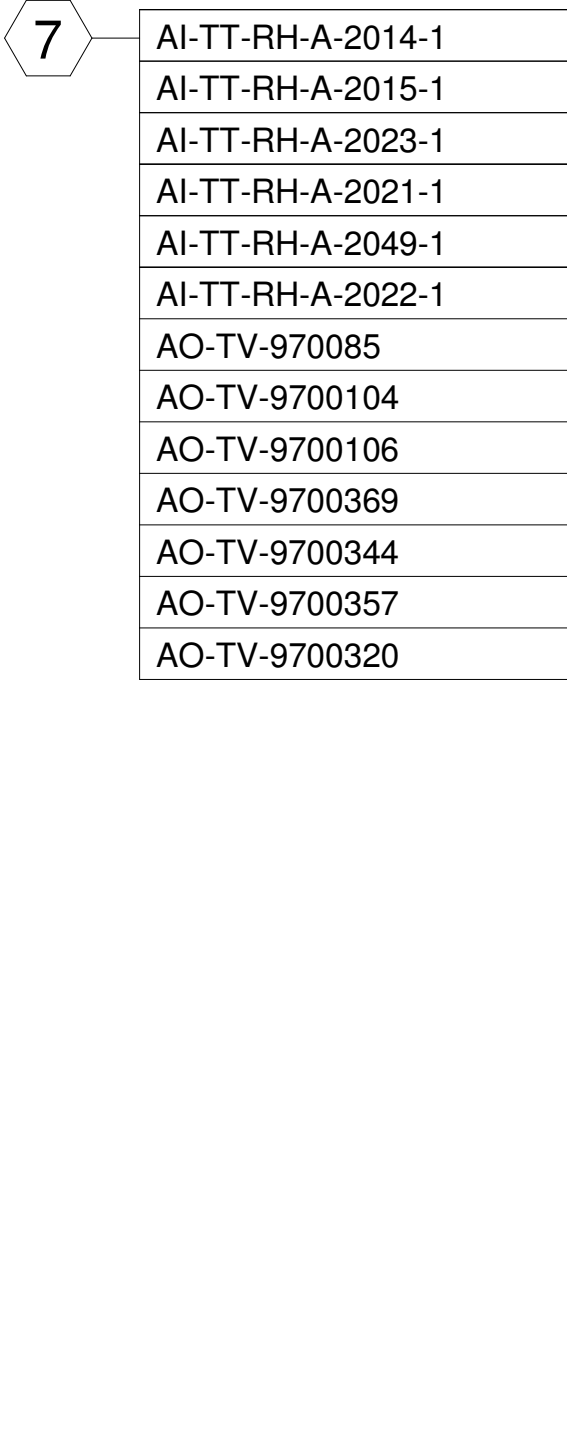 7
AI-TT-RH-A-2014-1
AI-TT-RH-A-2015-1
AI-TT-RH-A-2023-1
AI-TT-RH-A-2021-1
AI-TT-RH-A-2049-1
AI-TT-RH-A-2022-1
AO-TV-970085
AO-TV-9700104
AO-TV-9700106
AO-TV-9700369
AO-TV-9700344
AO-TV-9700357
AO-TV-9700320